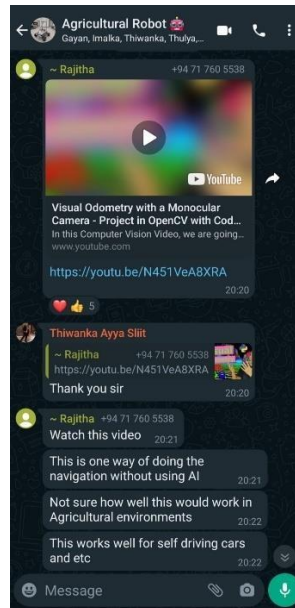 Agricultural Robot 🤖
Gayan, Imalka, Thiwanka, Thulya,...
~ Rajitha +94 71 760 5538
YouTube
Visual Odometry with a Monocular
Camera - Project in OpenCV with Cod...
In this Computer Vision Video, we are going...
www.youtube.com
https://youtu.be/N451VeA8XRA
20:20
❤️👍 5
Thiwanka Ayya Sliit
~ Rajitha +94 71 760 5538
https://youtu.be/N451VeA8XRA
Thank you sir
20:20
~ Rajitha +94 71 760 5538
Watch this video 20:21
This is one way of doing the
navigation without using AI 20:21
Not sure how well this would work in
Agricultural environments 20:22
This works well for self driving cars
and etc 20:22
Message